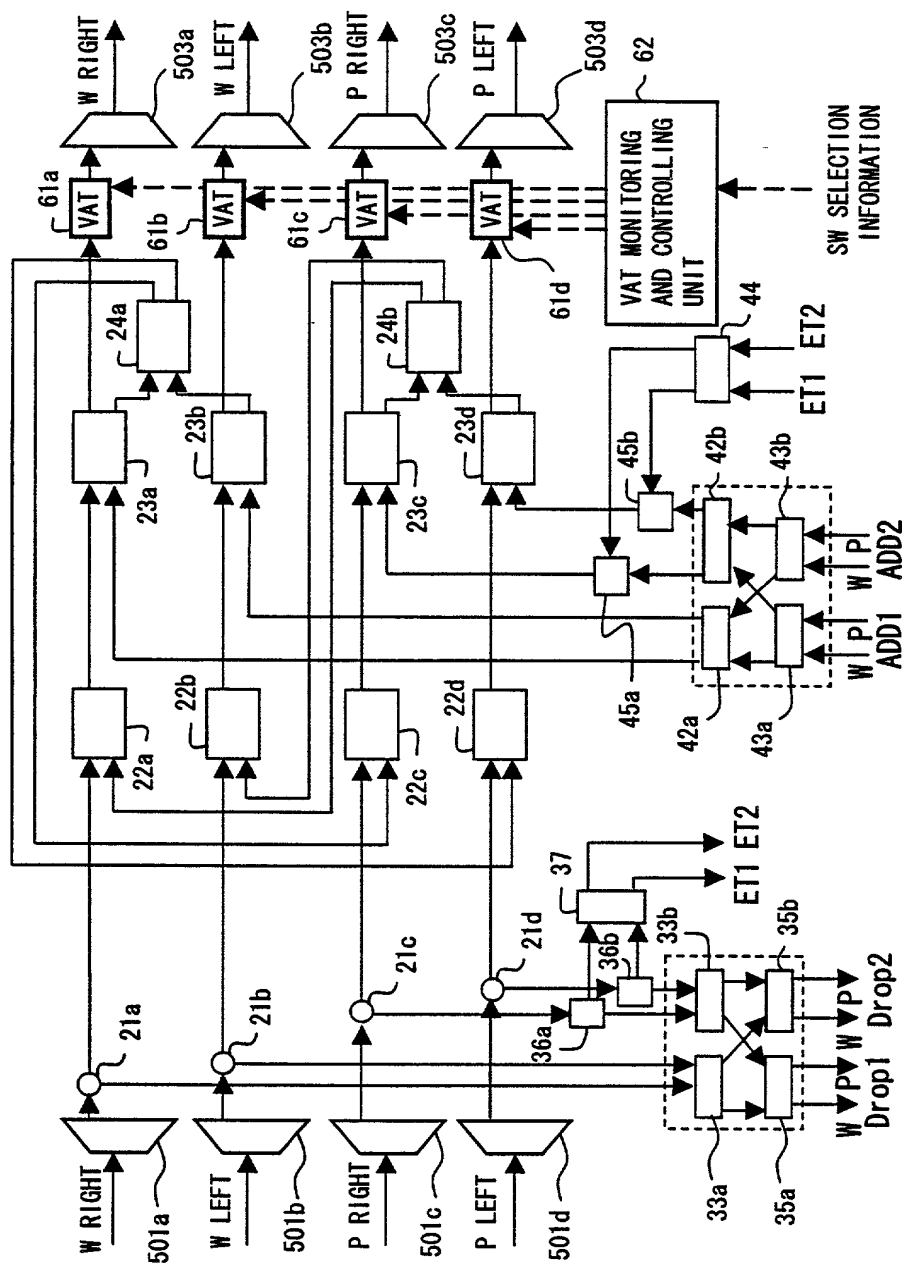 W RIGHT
503a
W LEFT
503b
P RIGHT
503c
P LEFT
503d
61a
VAT
61b
VAT
61c
VAT
61d
VAT
62
VAT MONITORING
AND CONTROLLING
UNIT
SW SELECTION
INFORMATION
24a
24b
23a
23b
23c
23d
44
ET1
ET2
45b
42b
43b
45a
42a
43a
W
P
ADD1
W
P
ADD2
22a
22b
22c
22d
21a
21b
21c
21d
37
ET1
ET2
36a
36b
33b
35b
33a
35a
W
P
Drop1
W
P
Drop2
W RIGHT
501a
W LEFT
501b
P RIGHT
501c
P LEFT
501d